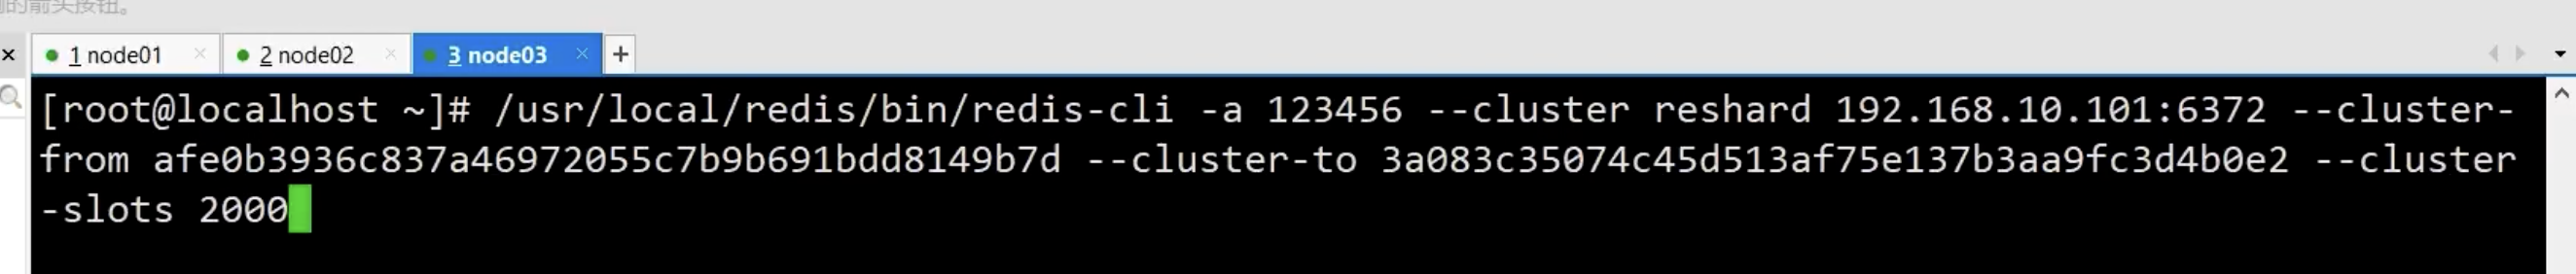 的箭头按钮。
1 node01
2 node02
3 node03
[root@localhost ~]# /usr/local/redis/bin/redis-cli -a 123456 --cluster reshard 192.168.10.101:6372 --cluster-
from afe0b3936c837a46972055c7b9b691bdd8149b7d --cluster-to 3a083c35074c45d513af75e137b3aa9fc3d4b0e2 --cluster
-slots 2000